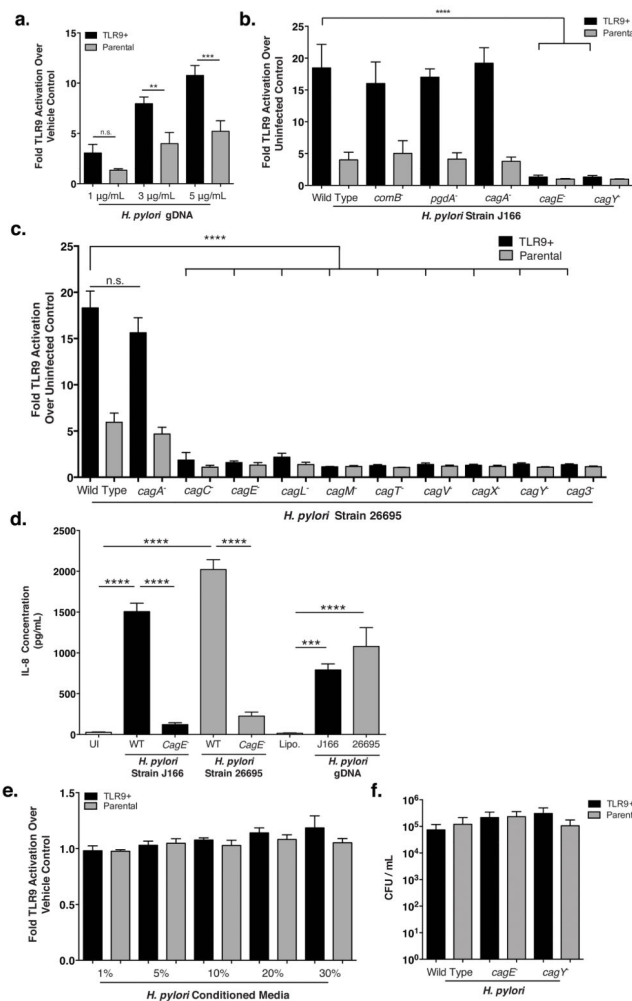 a.
TLR9+
Parental
Fold TLR9 Activation Over
Vehicle Control
15
10
5
0
n.s.
**
***
1 µg/mL 3 µg/mL 5 µg/mL
H. pylori gDNA
b.
TLR9+
Parental
Fold TLR9 Activation Over
Uninfected Control
25
20
15
10
5
0
****
Wild Type comB- pgdA- cagA- cagE- cagY-
H. pylori Strain J166
c.
TLR9+
Parental
Fold TLR9 Activation
Over Uninfected Control
25
20
15
10
5
0
****
n.s.
Wild Type cagA- cagC- cagE- cagL- cagM- cagT- cagV- cagX- cagY- cag3-
H. pylori Strain 26695
d.
IL-8 Concentration
(pg/mL)
2500
2000
1500
1000
500
0
**** ****
**** ****
****
***
UI WT CagE- WT CagE- Lipo. J166 26695
H. pylori
Strain J166
H. pylori
Strain 26695
H. pylori
gDNA
e.
TLR9+
Parental
Fold TLR9 Activation Over
Vehicle Control
1.5
1.0
0.5
0.0
1% 5% 10% 20% 30%
H. pylori Conditioned Media
f.
TLR9+
Parental
CFU / mL
10⁶
10⁵
10⁴
10³
10²
10¹
10⁰
Wild Type cagE- cagY-
H. pylori